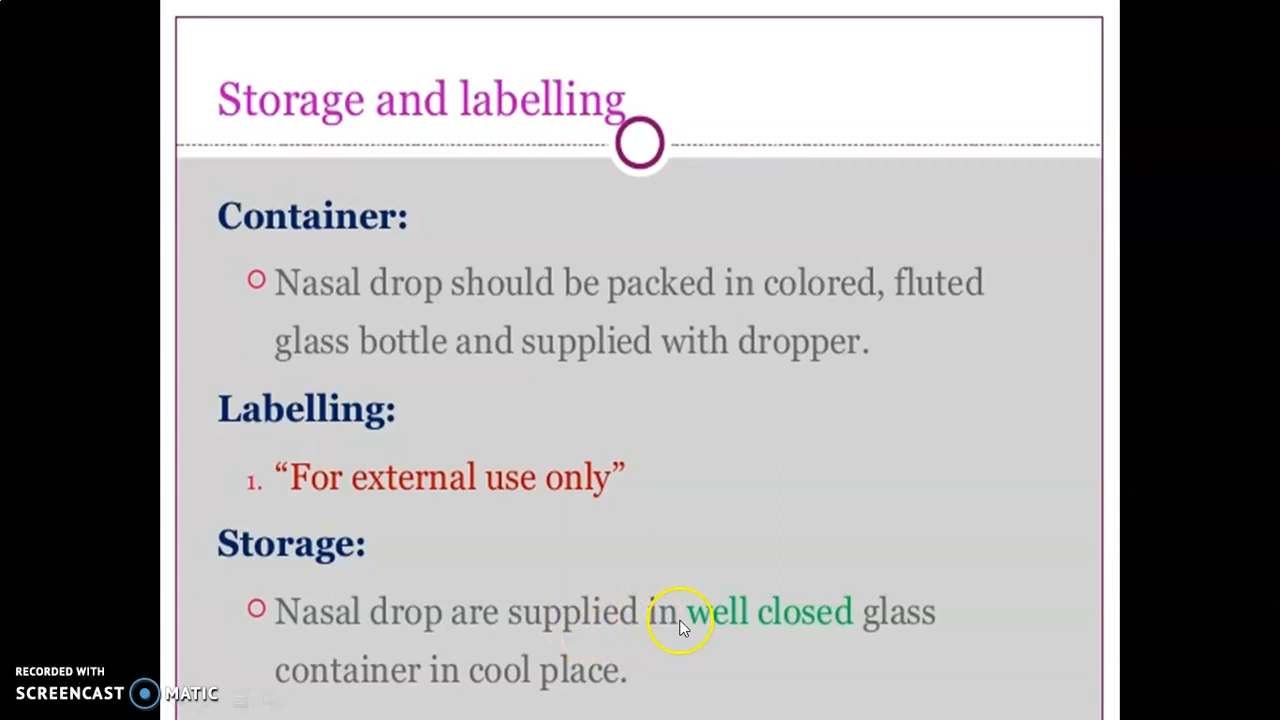 Storage and labelling
Container:
Nasal drop should be packed in colored, fluted
glass bottle and supplied with dropper.
Labelling:
1. “For external use only”
Storage:
Nasal drop are supplied in well closed glass
container in cool place.
RECORDED WITH
SCREENCAST MATIC